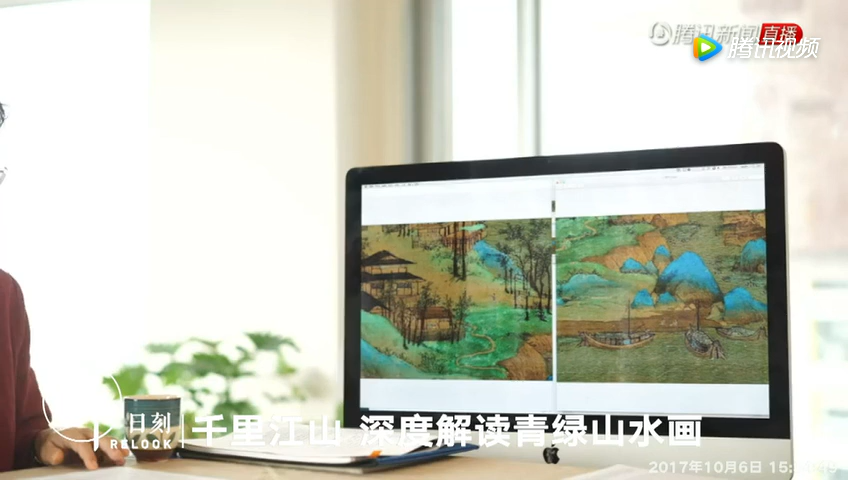 腾讯新闻 直播
腾讯视频
日刻
RELOOK
千里江山 深度解读青绿山水画
2017年10月6日